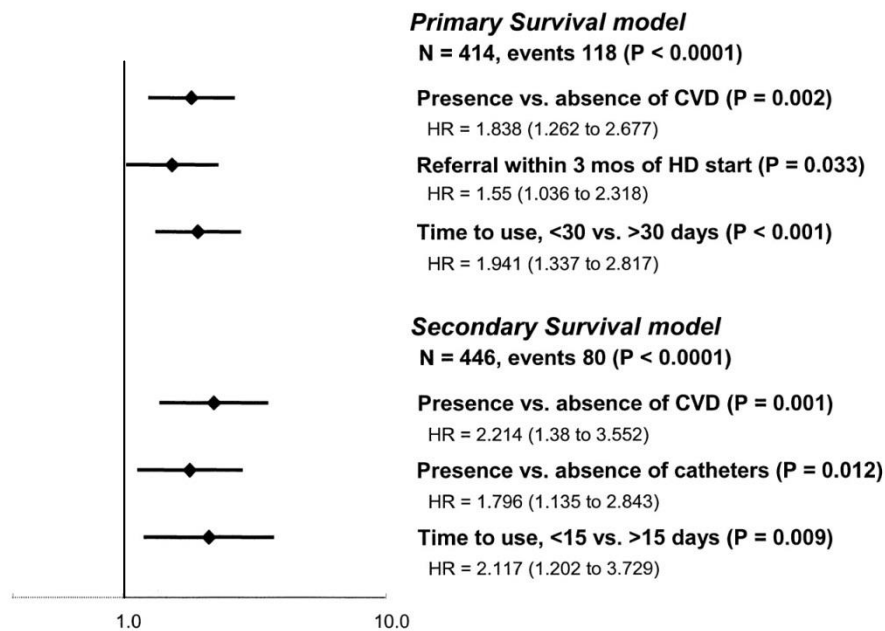 Primary Survival model
N = 414, events 118 (P < 0.0001)
Presence vs. absence of CVD (P = 0.002)
HR = 1.838 (1.262 to 2.677)
Referral within 3 mos of HD start (P = 0.033)
HR = 1.55 (1.036 to 2.318)
Time to use, <30 vs. >30 days (P < 0.001)
HR = 1.941 (1.337 to 2.817)
Secondary Survival model
N = 446, events 80 (P < 0.0001)
Presence vs. absence of CVD (P = 0.001)
HR = 2.214 (1.38 to 3.552)
Presence vs. absence of catheters (P = 0.012)
HR = 1.796 (1.135 to 2.843)
Time to use, <15 vs. >15 days (P = 0.009)
HR = 2.117 (1.202 to 3.729)
1.0 10.0